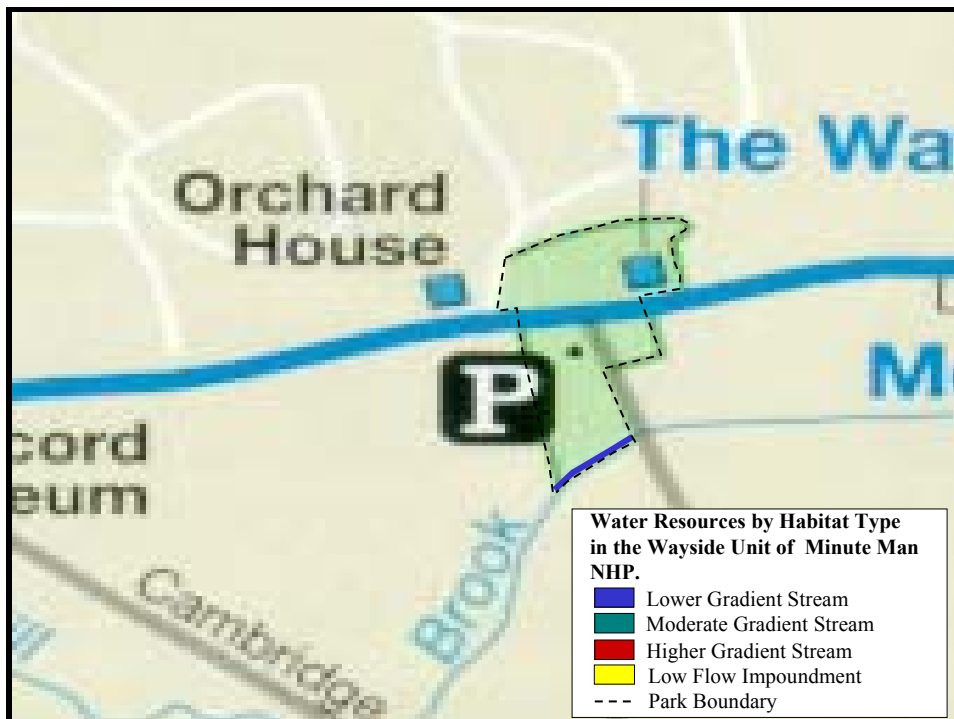 The Wa
Orchard
House
P
M
cord
eum
Brook
Cambridge
ill
Water Resources by Habitat Type
in the Wayside Unit of Minute Man
NHP.
Lower Gradient Stream
Moderate Gradient Stream
Higher Gradient Stream
Low Flow Impoundment
Park Boundary